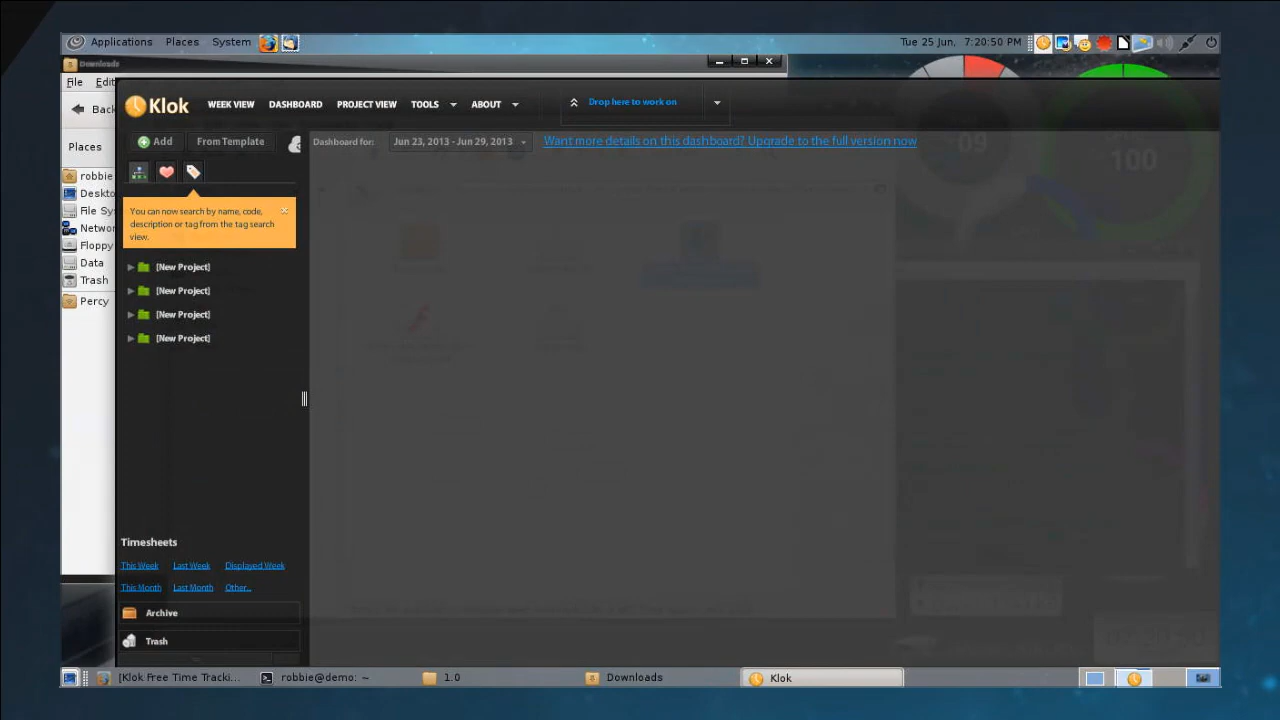 Applications Places System
Tue 25 Jun, 7:20:50 PM
Downloads
File Edi
Back
Places
robbie
Deskto
File Sy
Networ
Floppy
Data
Trash
Percy
Klok WEEK VIEW DASHBOARD PROJECT VIEW TOOLS ABOUT Drop here to work on
Add From Template Dashboard for: Jun 23, 2013 - Jun 29, 2013 Want more details on this dashboard? Upgrade to the full version now
You can now search by name, code,
description or tag from the tag search
view.
[New Project]
[New Project]
[New Project]
[New Project]
Timesheets
This Week Last Week Displayed Week
This Month Last Month Other...
Archive
Trash
09
100
[Klok Free Time Tracki... robbie@demo: ~ 1.0 Downloads Klok